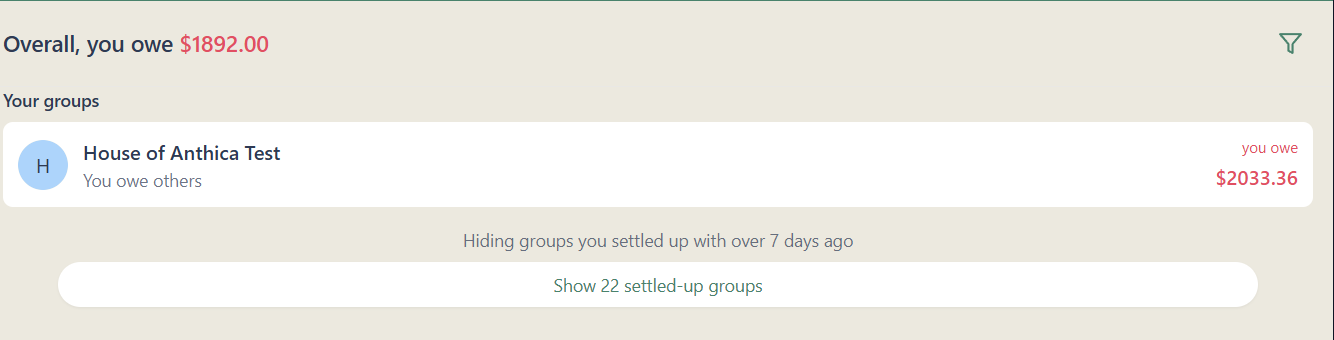 Overall, you owe $1892.00
Your groups
H
House of Anthica Test
You owe others
you owe
$2033.36
Hiding groups you settled up with over 7 days ago
Show 22 settled-up groups